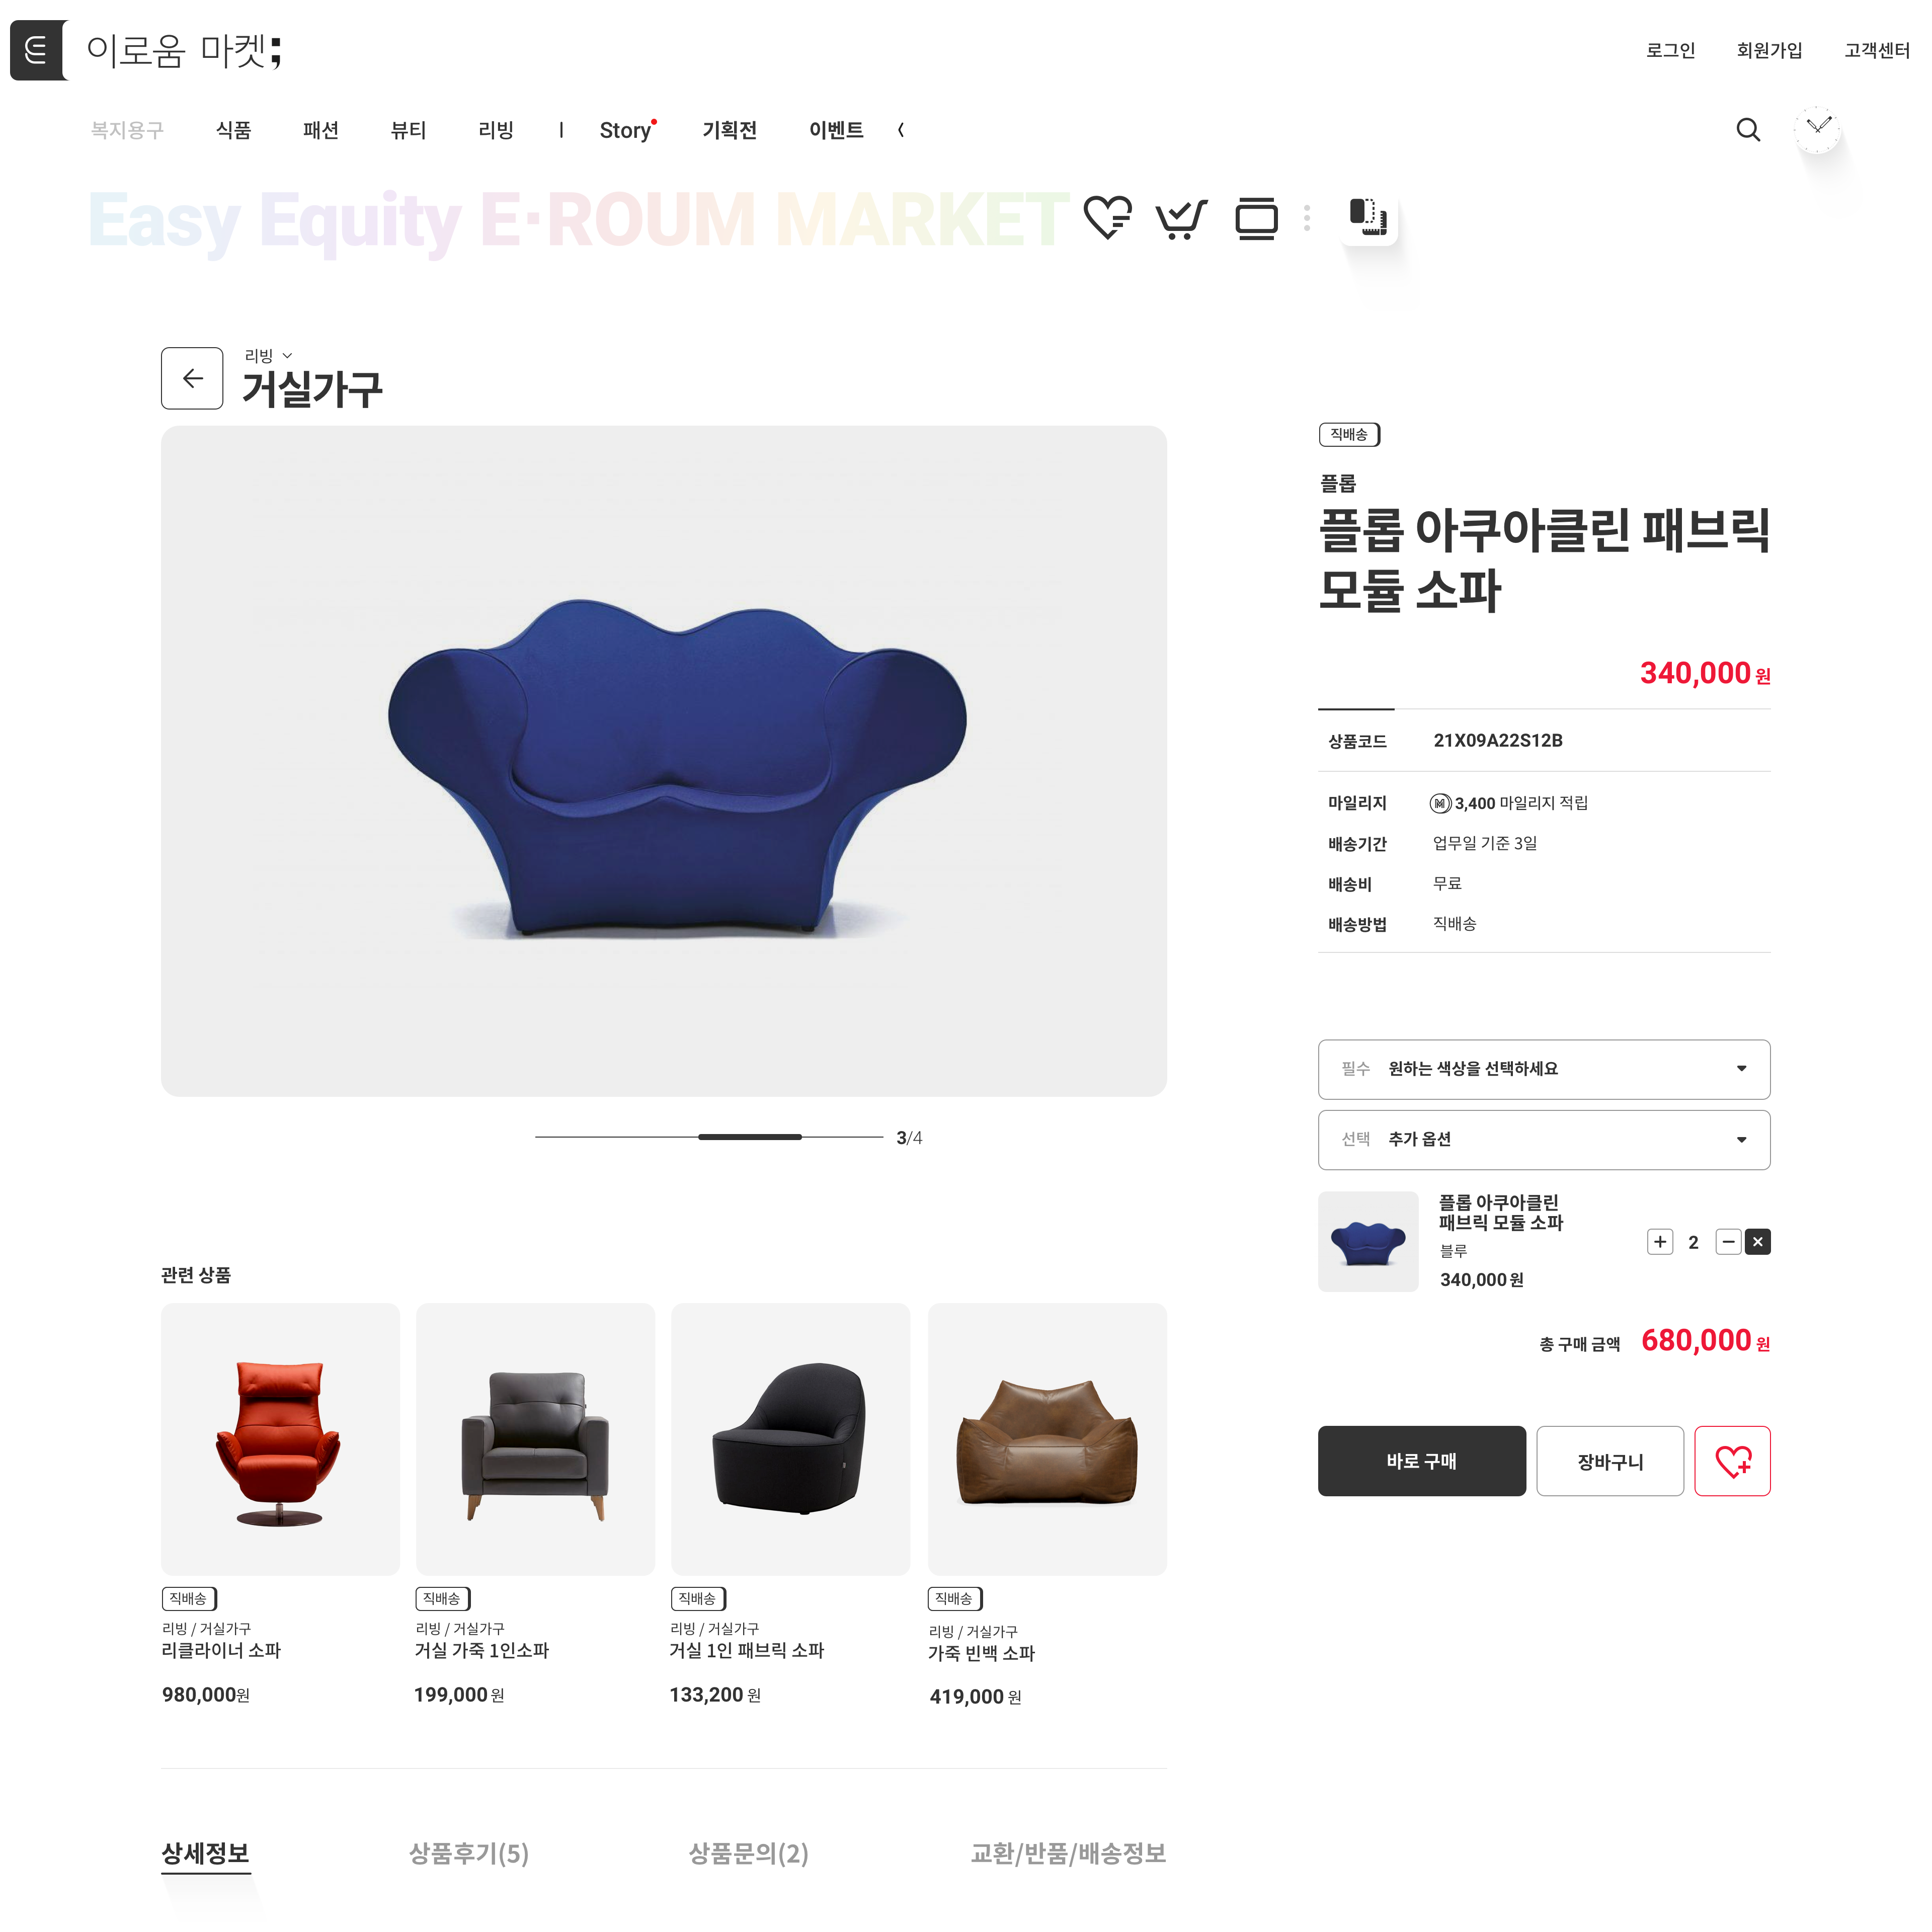 이로움 마켓;
로그인 회원가입 고객센터
복지용구 식품 패션 뷰티 리빙 Story 기획전 이벤트
Easy Equity E·ROUM MARKET
리빙
거실가구
직배송
플롭
플롭 아쿠아클린 패브릭
모듈 소파
340,000 원
상품코드 21X09A22S12B
마일리지 M 3,400 마일리지 적립
배송기간 업무일 기준 3일
배송비 무료
배송방법 직배송
필수 원하는 색상을 선택하세요
선택 추가 옵션
3/4
플롭 아쿠아클린
패브릭 모듈 소파
블루
340,000 원
+ 2 − ×
총 구매 금액 680,000 원
바로 구매 장바구니
관련 상품
직배송
리빙 / 거실가구
리클라이너 소파
980,000원
직배송
리빙 / 거실가구
거실 가죽 1인소파
199,000 원
직배송
리빙 / 거실가구
거실 1인 패브릭 소파
133,200 원
직배송
리빙 / 거실가구
가죽 빈백 소파
419,000 원
상세정보 상품후기(5) 상품문의(2) 교환/반품/배송정보